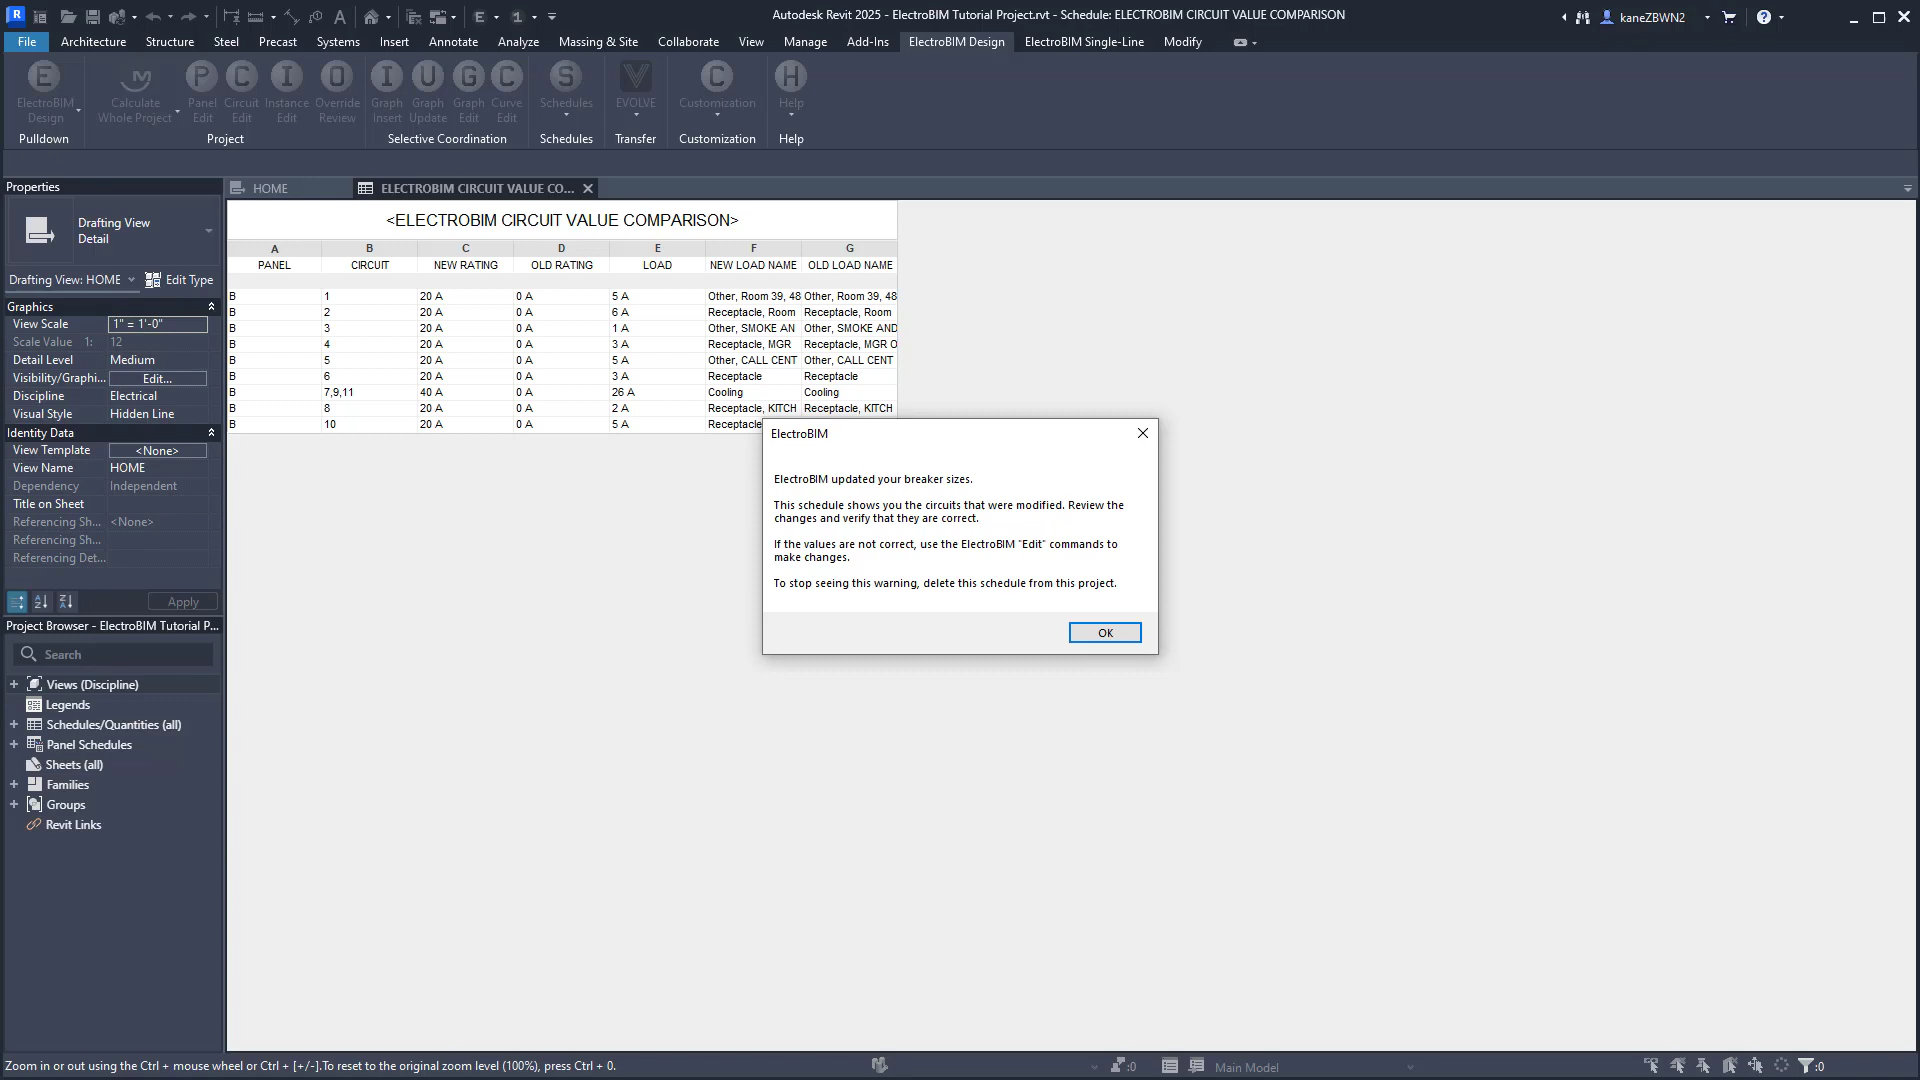 Autodesk Revit 2025 - ElectroBIM Tutorial Project.rvt - Schedule: ELECTROBIM CIRCUIT VALUE COMPARISON
kaneZBWN2
File Architecture Structure Steel Precast Systems Insert Annotate Analyze Massing & Site Collaborate View Manage Add-Ins ElectroBIM Design ElectroBIM Single-Line Modify
ElectroBIM Design
Calculate Whole Project
Panel Edit
Circuit Edit
Instance Edit
Override Review
Graph Insert
Graph Update
Graph Edit
Curve Edit
Schedules
EVOLVE
Customization
Help
Pulldown Project Selective Coordination Schedules Transfer Customization Help
Properties
HOME
ELECTROBIM CIRCUIT VALUE CO...
Drafting View
Detail
Drafting View: HOME Edit Type
Graphics
View Scale 1" = 1'-0"
Scale Value 1: 12
Detail Level Medium
Visibility/Graphi... Edit...
Discipline Electrical
Visual Style Hidden Line
Identity Data
View Template <None>
View Name HOME
Dependency Independent
Title on Sheet
Referencing Sh... <None>
Referencing Sh...
Referencing Det...
Apply
Project Browser - ElectroBIM Tutorial P...
Search
Views (Discipline)
Legends
Schedules/Quantities (all)
Panel Schedules
Sheets (all)
Families
Groups
Revit Links
<ELECTROBIM CIRCUIT VALUE COMPARISON>
A B C D E F G
PANEL CIRCUIT NEW RATING OLD RATING LOAD NEW LOAD NAME OLD LOAD NAME
B 1 20 A 0 A 5 A Other, Room 39, 48 Other, Room 39, 48
B 2 20 A 0 A 6 A Receptacle, Room Receptacle, Room
B 3 20 A 0 A 1 A Other, SMOKE AN Other, SMOKE AND
B 4 20 A 0 A 3 A Receptacle, MGR Receptacle, MGR O
B 5 20 A 0 A 5 A Other, CALL CENT Other, CALL CENT
B 6 20 A 0 A 3 A Receptacle Receptacle
B 7,9,11 40 A 0 A 26 A Cooling Cooling
B 8 20 A 0 A 2 A Receptacle, KITCH Receptacle, KITCH
B 10 20 A 0 A 5 A Receptacle
ElectroBIM
ElectroBIM updated your breaker sizes.
This schedule shows you the circuits that were modified. Review the
changes and verify that they are correct.
If the values are not correct, use the ElectroBIM "Edit" commands to
make changes.
To stop seeing this warning, delete this schedule from this project.
OK
Zoom in or out using the Ctrl + mouse wheel or Ctrl + [+/-].To reset to the original zoom level (100%), press Ctrl + 0.
:0
Main Model
:0